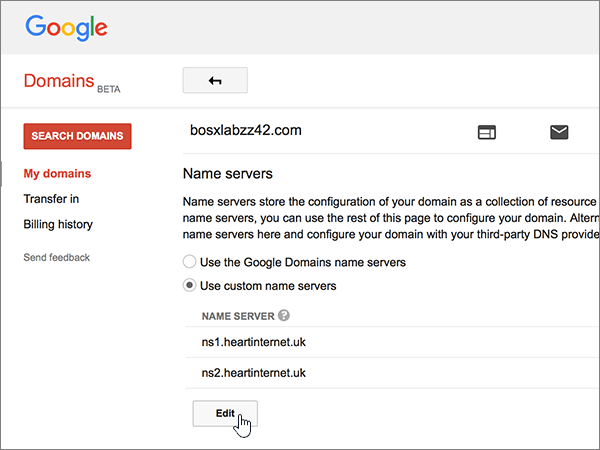 Google
Domains BETA
SEARCH DOMAINS
My domains
Transfer in
Billing history
Send feedback
bosxlabzz42.com
Name servers
Name servers store the configuration of your domain as a collection of resource
name servers, you can use the rest of this page to configure your domain. Altern
name servers here and configure your domain with your third-party DNS provide
Use the Google Domains name servers
Use custom name servers
NAME SERVER ?
ns1.heartinternet.uk
ns2.heartinternet.uk
Edit